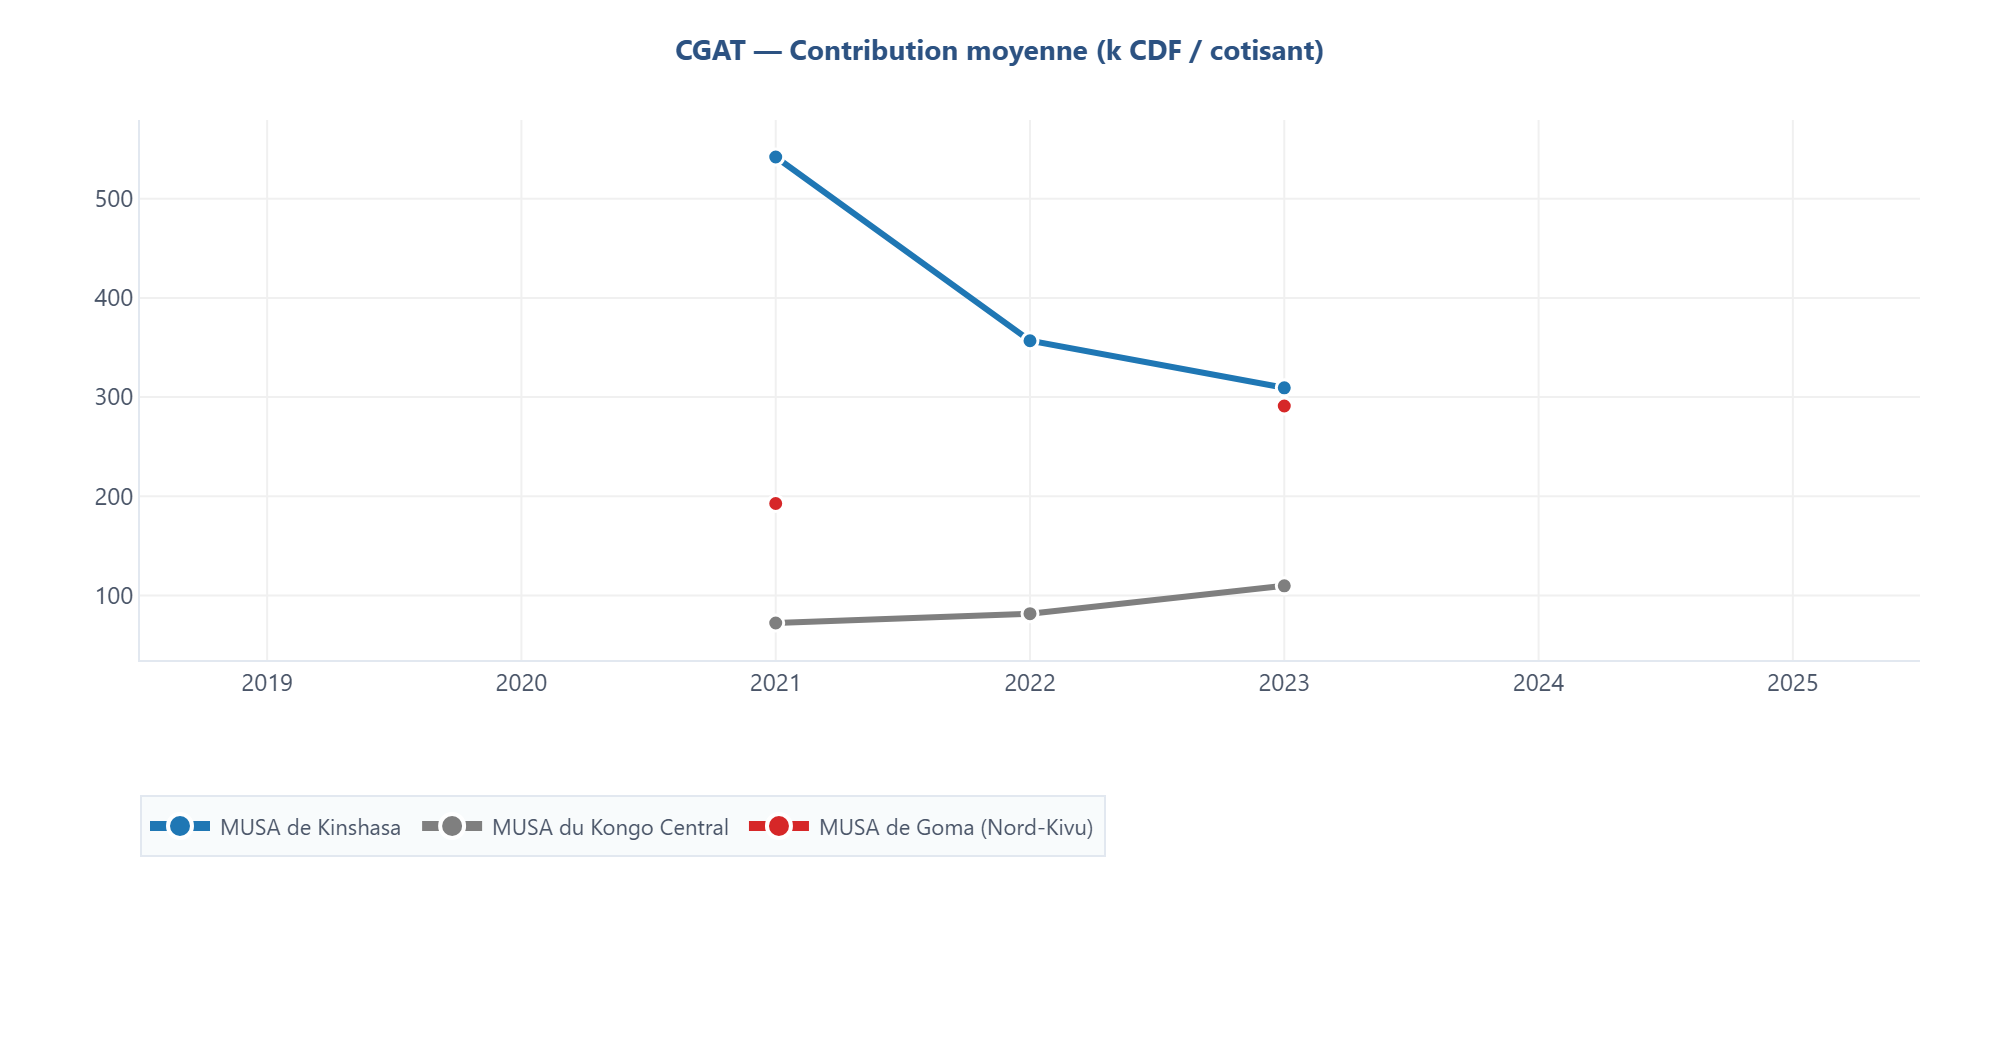 CGAT — Contribution moyenne (k CDF / cotisant)
500
400
300
200
100
2019 2020 2021 2022 2023 2024 2025
MUSA de Kinshasa MUSA du Kongo Central MUSA de Goma (Nord-Kivu)